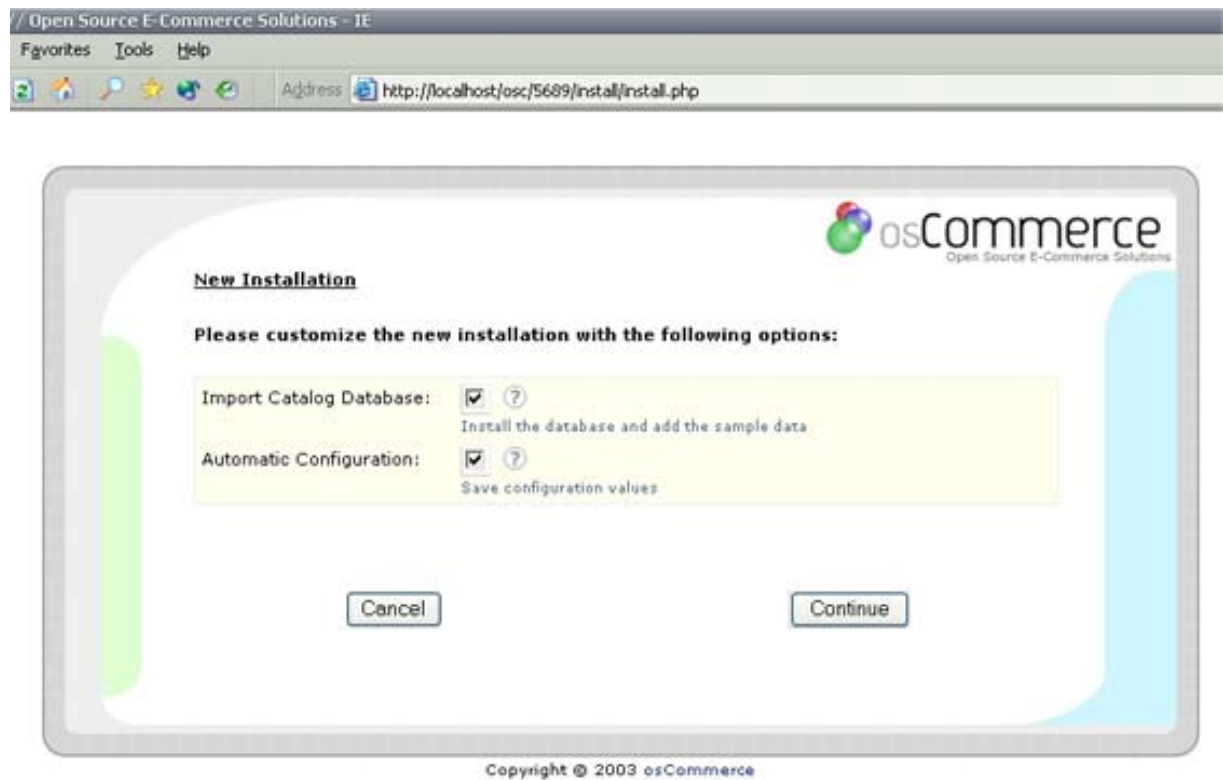 // Open Source E-Commerce Solutions - IE
Favorites Tools Help
Address http://localhost/osc/5689/install/install.php
osCommerce
Open Source E-Commerce Solutions
New Installation
Please customize the new installation with the following options:
Import Catalog Database: ?
Install the database and add the sample data
Automatic Configuration: ?
Save configuration values
Cancel Continue
Copyright © 2003 osCommerce